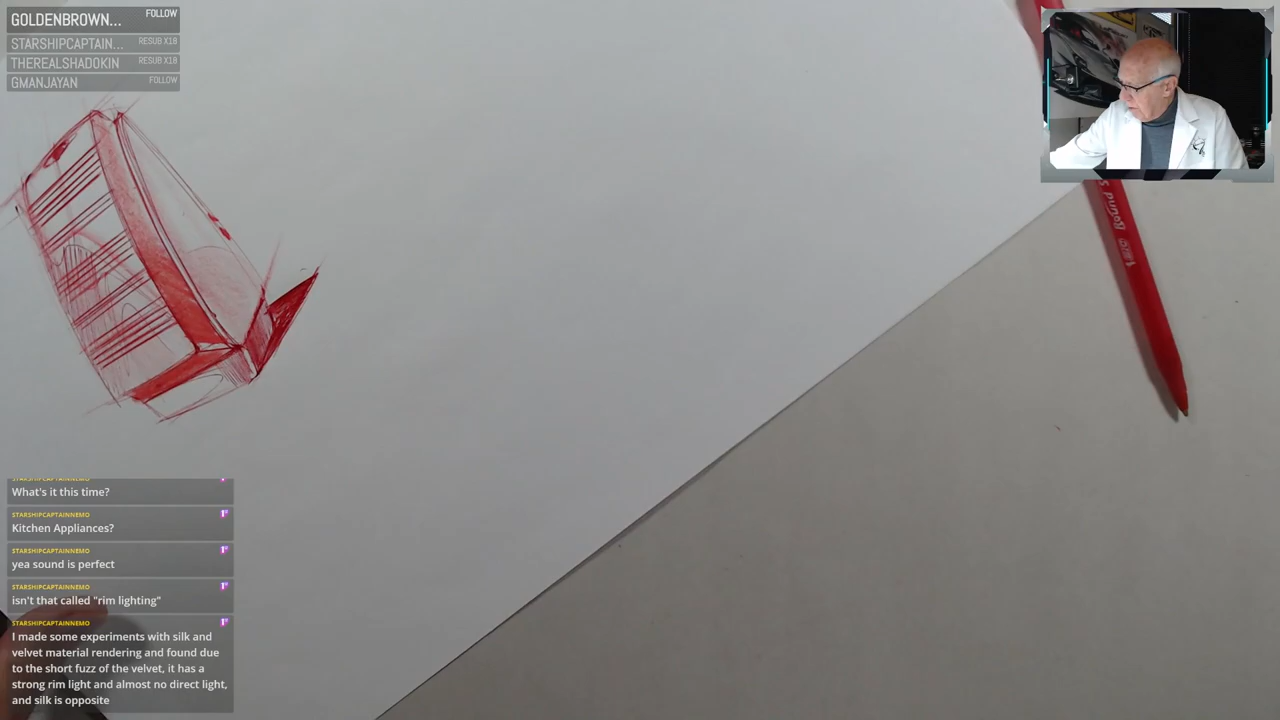 GOLDENBROWN... FOLLOW
STARSHIPCAPTAIN... RESUB X18
THEREALSHADOKIN RESUB X18
GMANJAYAN FOLLOW
Round S
STARSHIPCAPTAINNEMO
What's it this time?
STARSHIPCAPTAINNEMO
Kitchen Appliances?
STARSHIPCAPTAINNEMO
yea sound is perfect
STARSHIPCAPTAINNEMO
isn't that called "rim lighting"
STARSHIPCAPTAINNEMO
I made some experiments with silk and
velvet material rendering and found due
to the short fuzz of the velvet, it has a
strong rim light and almost no direct light,
and silk is opposite